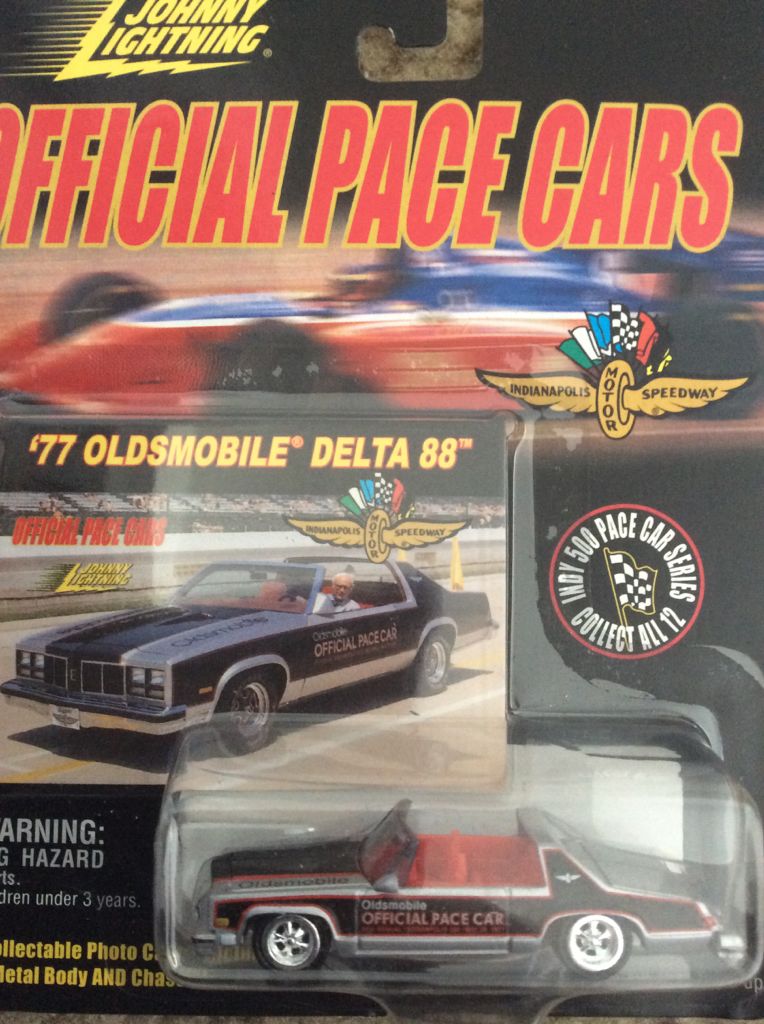 JOHNNY
LIGHTNING®
OFFICIAL PACE CARS
INDIANAPOLIS MOTOR SPEEDWAY
'77 OLDSMOBILE® DELTA 88™
OFFICIAL PACE CARS
INDIANAPOLIS MOTOR SPEEDWAY
JOHNNY
LIGHTNING
INDY 500 PACE CAR SERIES
COLLECT ALL 12
Oldsmobile
Oldsmobile
OFFICIAL PACE CAR
ARNING:
G HAZARD
rts.
dren under 3 years.
Oldsmobile
Oldsmobile
OFFICIAL PACE CAR
ollectable Photo C
Metal Body AND Chas
up